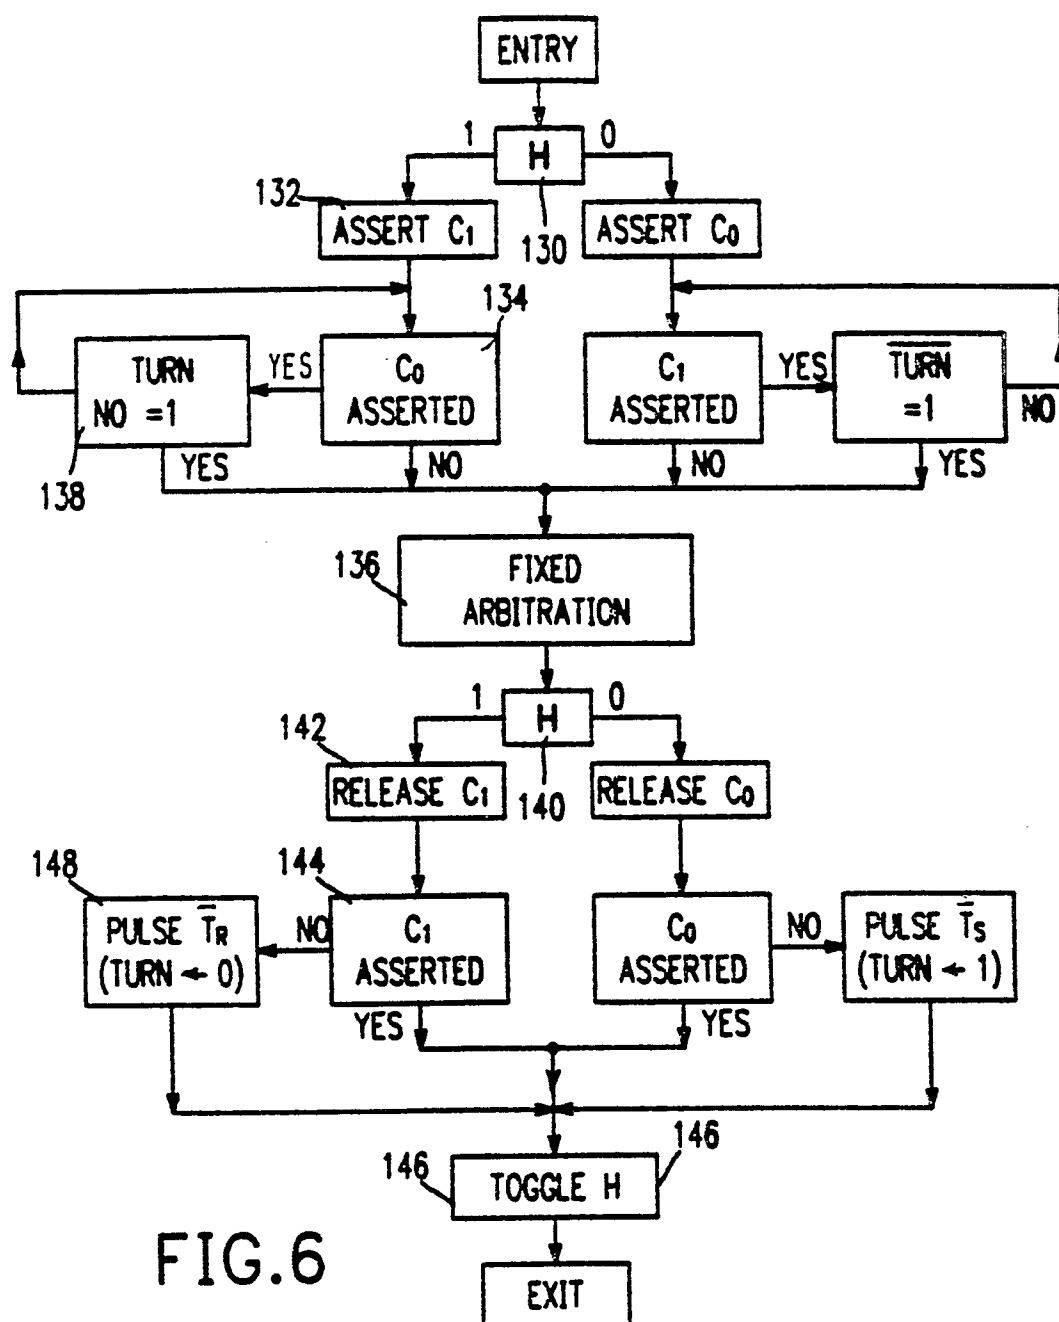 ENTRY
1 H 0
132
ASSERT C₁ 130 ASSERT C₀
134
TURN
NO =1
YES
C₀
ASSERTED
C₁
ASSERTED
YES
T̅U̅R̅N̅
=1
NO
138
YES
NO
NO
YES
136
FIXED
ARBITRATION
1 H 0
142
RELEASE C₁ 140 RELEASE C₀
148
144
PULSE T̅R
(TURN ← 0)
NO
C₁
ASSERTED
C₀
ASSERTED
NO
PULSE T̅S
(TURN ← 1)
YES
YES
146
146
TOGGLE H
FIG.6
EXIT